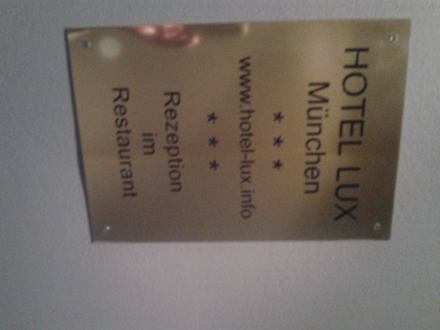 HOTEL LUX
München
* * *
www.hotel-lux.info
* * *
Rezeption
im
Restaurant